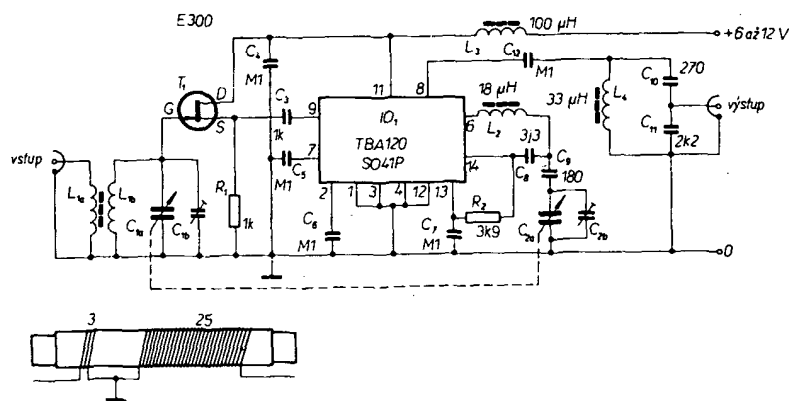 E300
100 µH
L3
+6 až 12 V
C4
M1
C12
M1
T1
D
G
S
C3
1k
9
11
8
IO1
TBA120
SO41P
18 µH
L2
6
14
33 µH
L4
C10
270
výstup
C11
2k2
3j3
C8
C9
180
vstup
7
C5
M1
L1a
L1b
C1a
C1b
R1
1k
2
1
3
4
12
13
C6
M1
C7
M1
R2
3k9
C2a
C2b
0
3
25